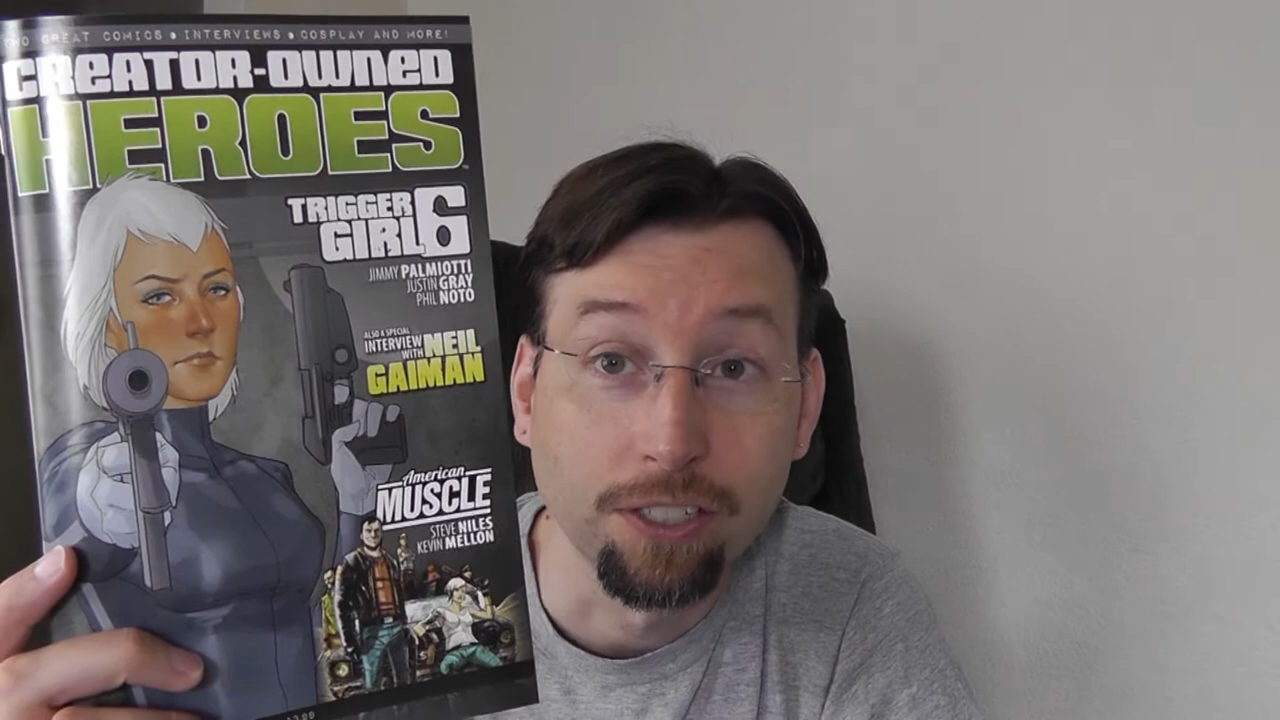 TWO GREAT COMICS • INTERVIEWS • COSPLAY AND MORE!
CREATOR-OWNED
HEROES
TRIGGER
GIRL 6
JIMMY PALMIOTTI
JUSTIN GRAY
PHIL NOTO
ALSO A SPECIAL
INTERVIEW
WITH NEIL
GAIMAN
American
MUSCLE
STEVE NILES
KEVIN MELLON